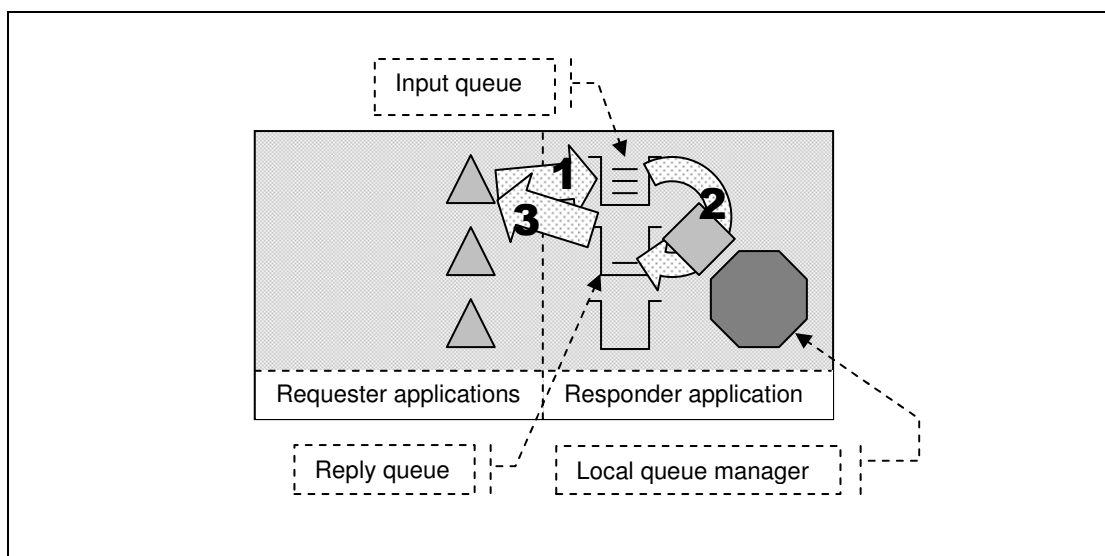 Input queue
1
2
3
Requester applications
Responder application
Reply queue
Local queue manager